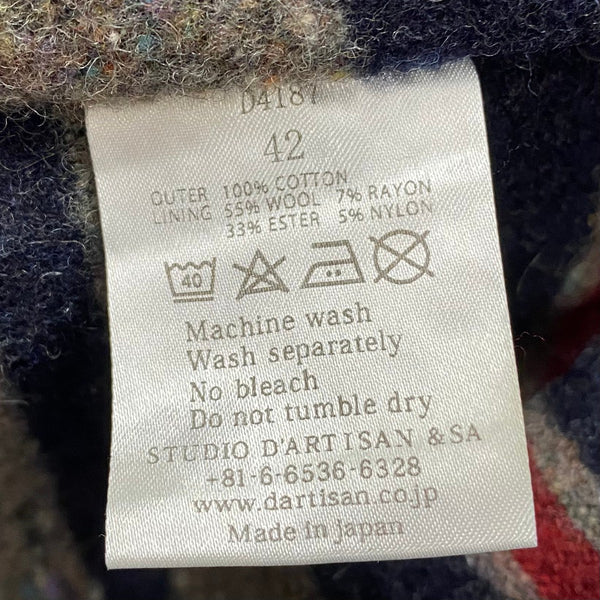 D4187
42
OUTER 100% COTTON
LINING 55% WOOL 7% RAYON
33% ESTER 5% NYLON
40
Machine wash
Wash separately
No bleach
Do not tumble dry
STUDIO D'ARTISAN & SA
+81-6-6536-6328
www.dartisan.co.jp
Made in japan